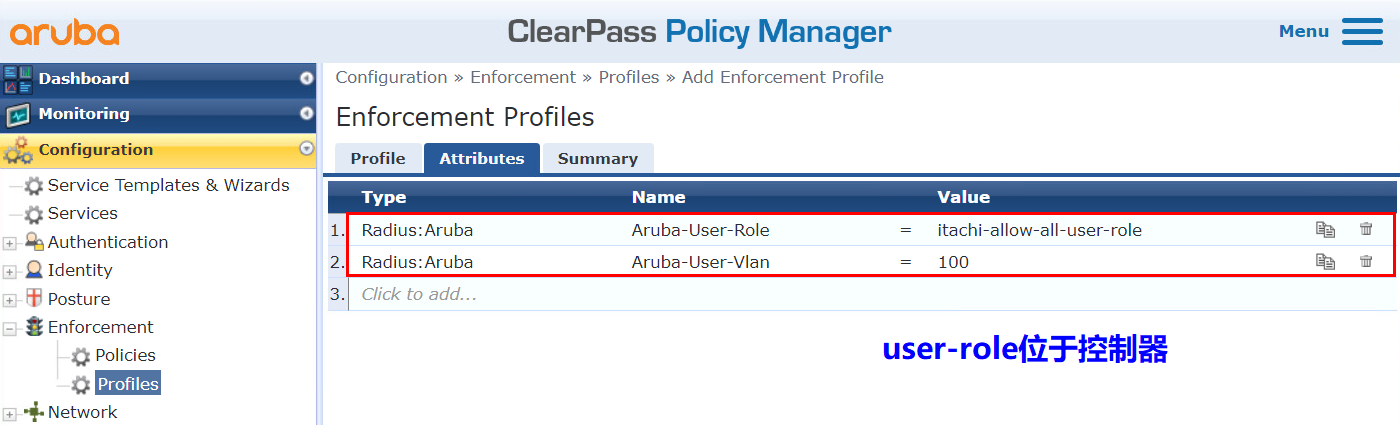 aruba
ClearPass Policy Manager
Menu
Dashboard
Monitoring
Configuration
Service Templates & Wizards
Services
Authentication
Identity
Posture
Enforcement
Policies
Profiles
Network
Configuration » Enforcement » Profiles » Add Enforcement Profile
Enforcement Profiles
Profile Attributes Summary
Type Name Value
1. Radius:Aruba Aruba-User-Role = itachi-allow-all-user-role
2. Radius:Aruba Aruba-User-Vlan = 100
3. Click to add...
user-role位于控制器